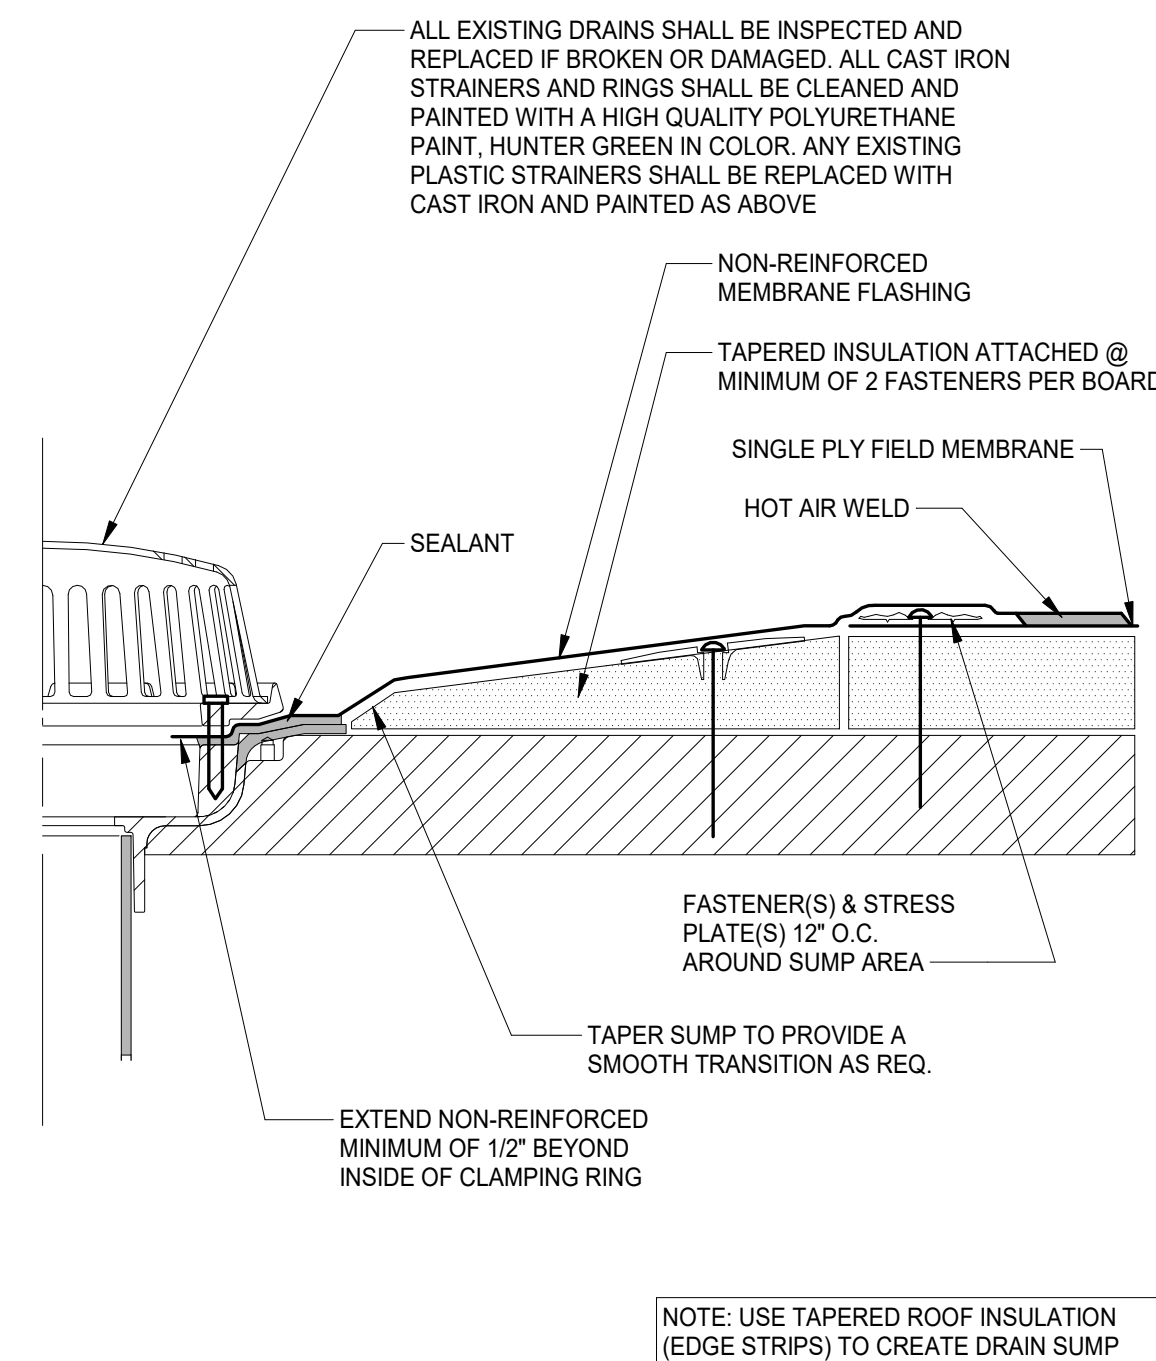 ALL EXISTING DRAINS SHALL BE INSPECTED AND
REPLACED IF BROKEN OR DAMAGED. ALL CAST IRON
STRAINERS AND RINGS SHALL BE CLEANED AND
PAINTED WITH A HIGH QUALITY POLYURETHANE
PAINT, HUNTER GREEN IN COLOR. ANY EXISTING
PLASTIC STRAINERS SHALL BE REPLACED WITH
CAST IRON AND PAINTED AS ABOVE
NON-REINFORCED
MEMBRANE FLASHING
TAPERED INSULATION ATTACHED @
MINIMUM OF 2 FASTENERS PER BOARD
SINGLE PLY FIELD MEMBRANE
HOT AIR WELD
SEALANT
FASTENER(S) & STRESS
PLATE(S) 12" O.C.
AROUND SUMP AREA
TAPER SUMP TO PROVIDE A
SMOOTH TRANSITION AS REQ.
EXTEND NON-REINFORCED
MINIMUM OF 1/2" BEYOND
INSIDE OF CLAMPING RING
NOTE: USE TAPERED ROOF INSULATION
(EDGE STRIPS) TO CREATE DRAIN SUMP